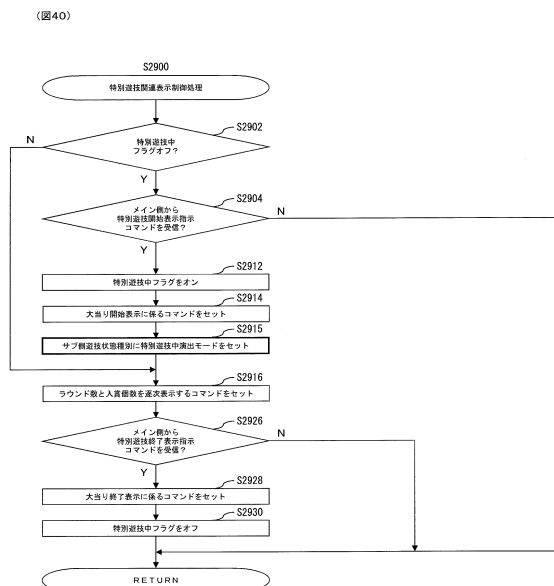 （図40）
S2900
特別遊技関連表示制御処理
S2902
N
特別遊技中
フラグオフ？
Y
S2904
メイン側から
特別遊技開始表示指示
コマンドを受信？
N
Y
S2912
特別遊技中フラグをオン
S2914
大当り開始表示に係るコマンドをセット
S2915
サブ側遊技状態種別に特別遊技中演出モードをセット
S2916
ラウンド数と入賞個数を逐次表示するコマンドをセット
S2926
メイン側から
特別遊技終了表示指示
コマンドを受信？
N
Y
S2928
大当り終了表示に係るコマンドをセット
S2930
特別遊技中フラグをオフ
RETURN